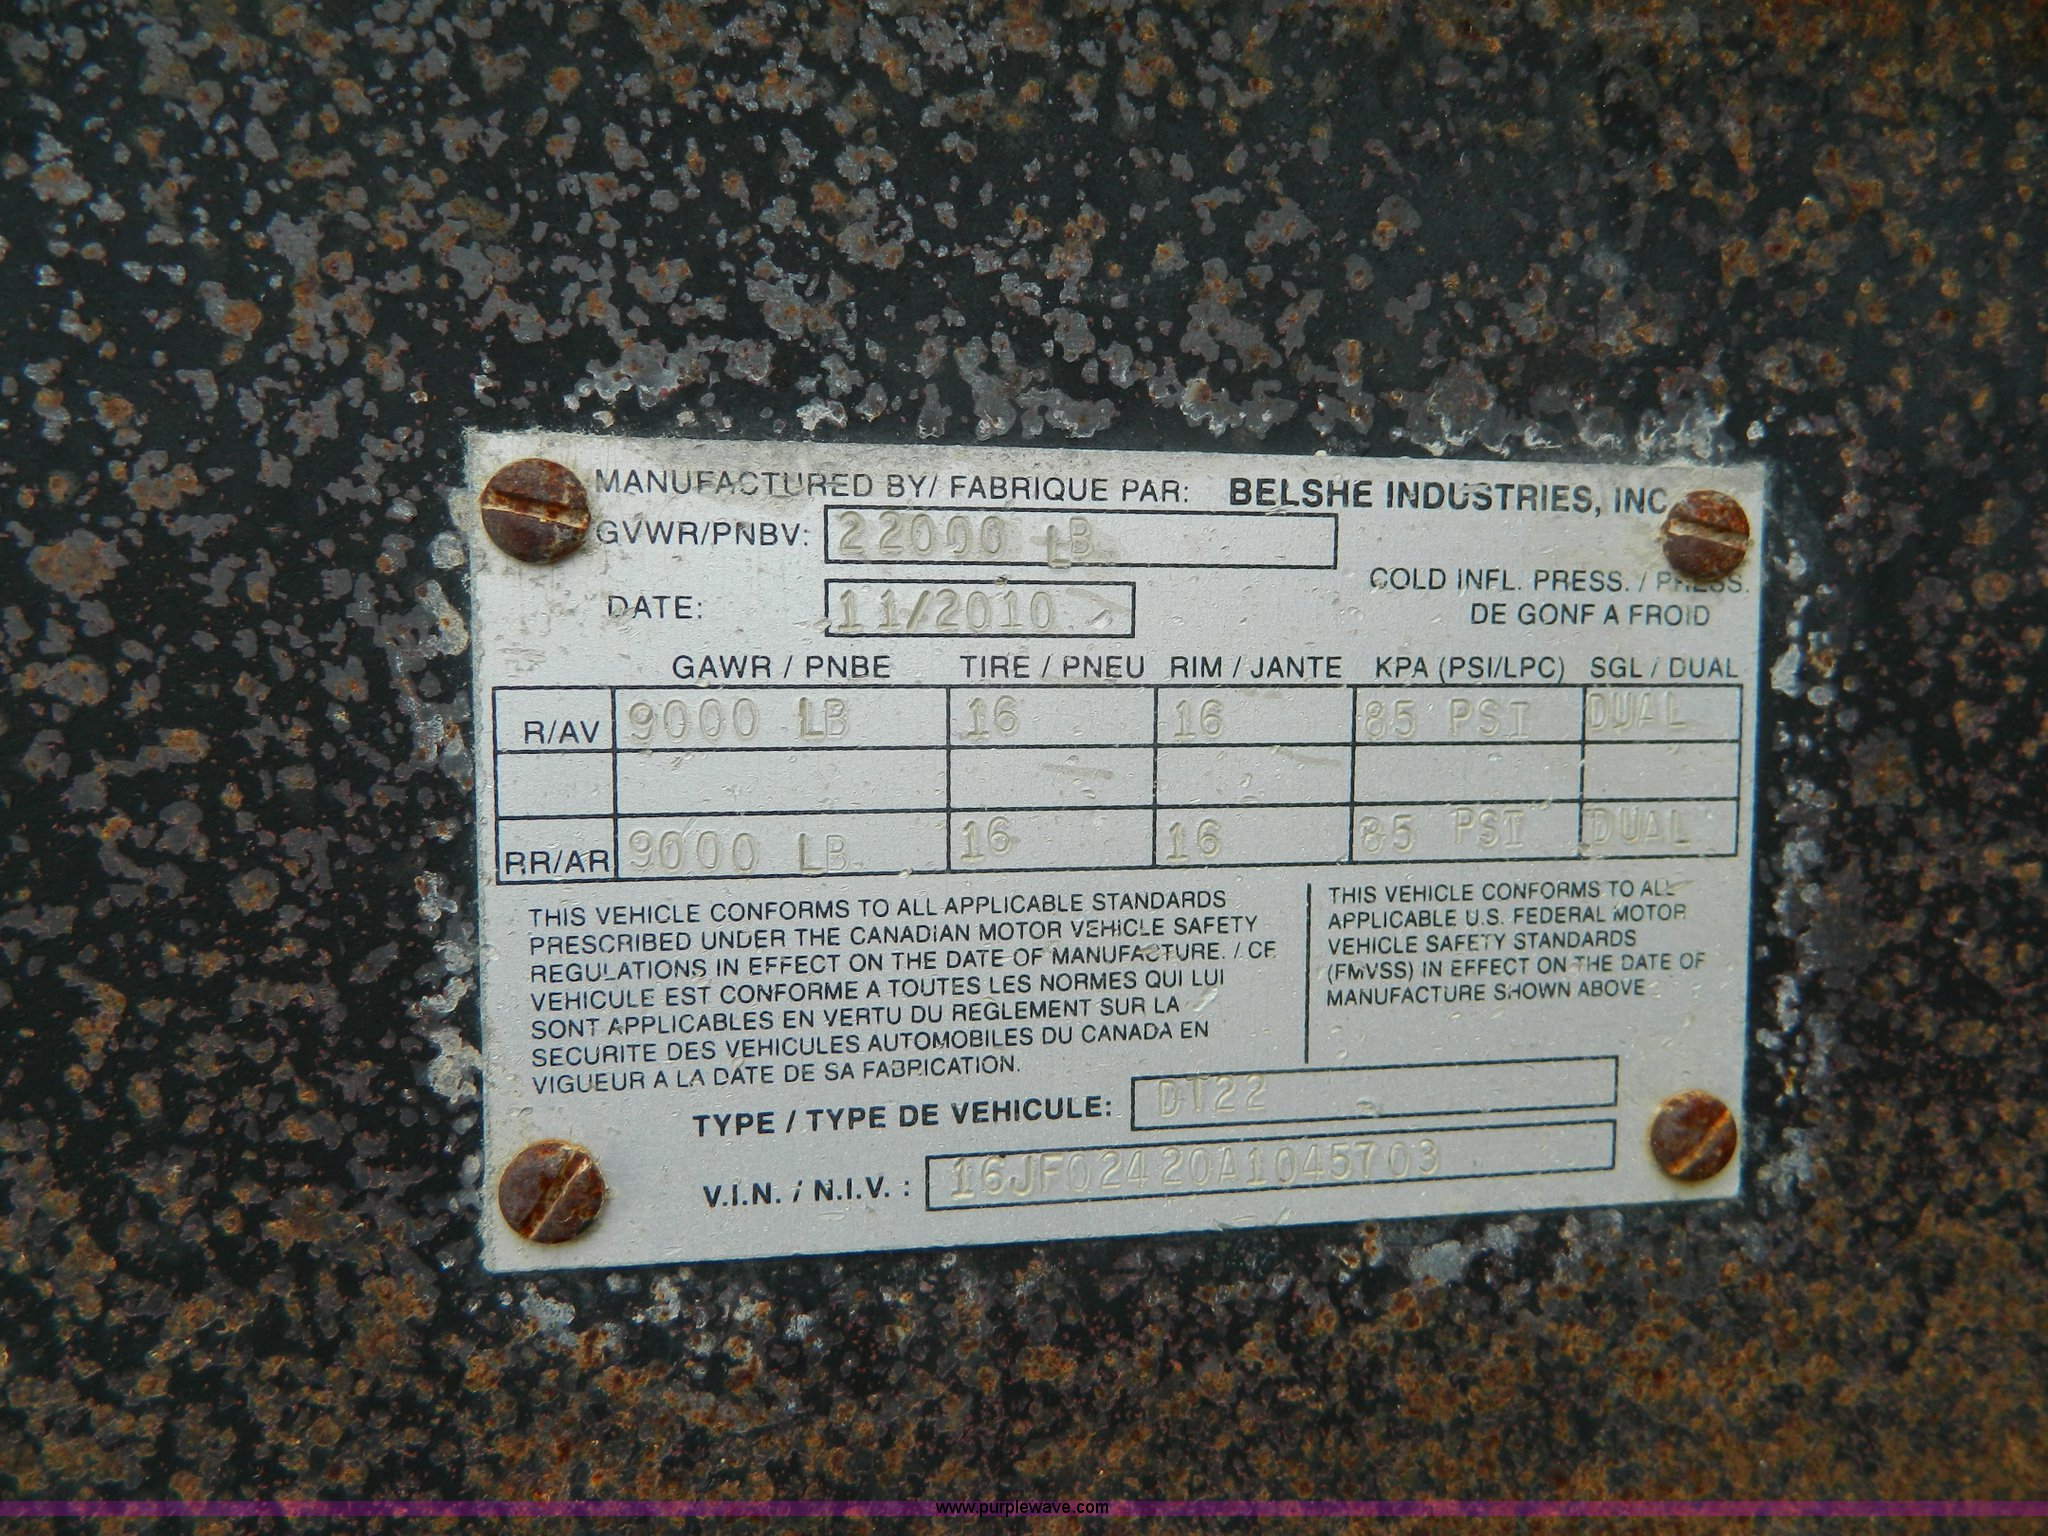 MANUFACTURED BY/ FABRIQUE PAR: BELSHE INDUSTRIES, INC
GVWR/PNBV: 22000 LB
COLD INFL. PRESS. / PRESS.
DATE: 11/2010
DE GONF A FROID
GAWR / PNBE TIRE / PNEU RIM / JANTE KPA (PSI/LPC) SGL / DUAL
R/AV 9000 LB 16 16 85 PSI DUAL
RR/AR 9000 LB 16 16 85 PSI DUAL
THIS VEHICLE CONFORMS TO ALL APPLICABLE STANDARDS
PRESCRIBED UNDER THE CANADIAN MOTOR VEHICLE SAFETY
REGULATIONS IN EFFECT ON THE DATE OF MANUFACTURE. / CE
VEHICULE EST CONFORME A TOUTES LES NORMES QUI LUI
SONT APPLICABLES EN VERTU DU REGLEMENT SUR LA
SECURITE DES VEHICULES AUTOMOBILES DU CANADA EN
VIGUEUR A LA DATE DE SA FABRICATION.
THIS VEHICLE CONFORMS TO ALL
APPLICABLE U.S. FEDERAL MOTOR
VEHICLE SAFETY STANDARDS
(FMVSS) IN EFFECT ON THE DATE OF
MANUFACTURE SHOWN ABOVE
TYPE / TYPE DE VEHICULE: DT22
V.I.N. / N.I.V. : 16JF02420A1045703
www.purplewave.com